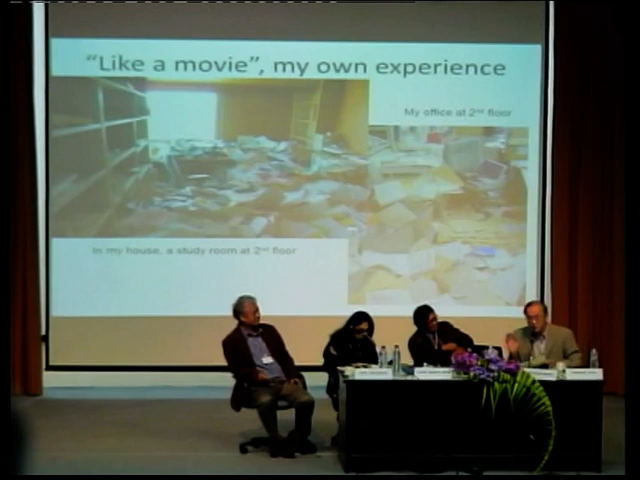 “Like a movie”, my own experience
My office at 2nd floor
In my house, a study room at 2nd floor